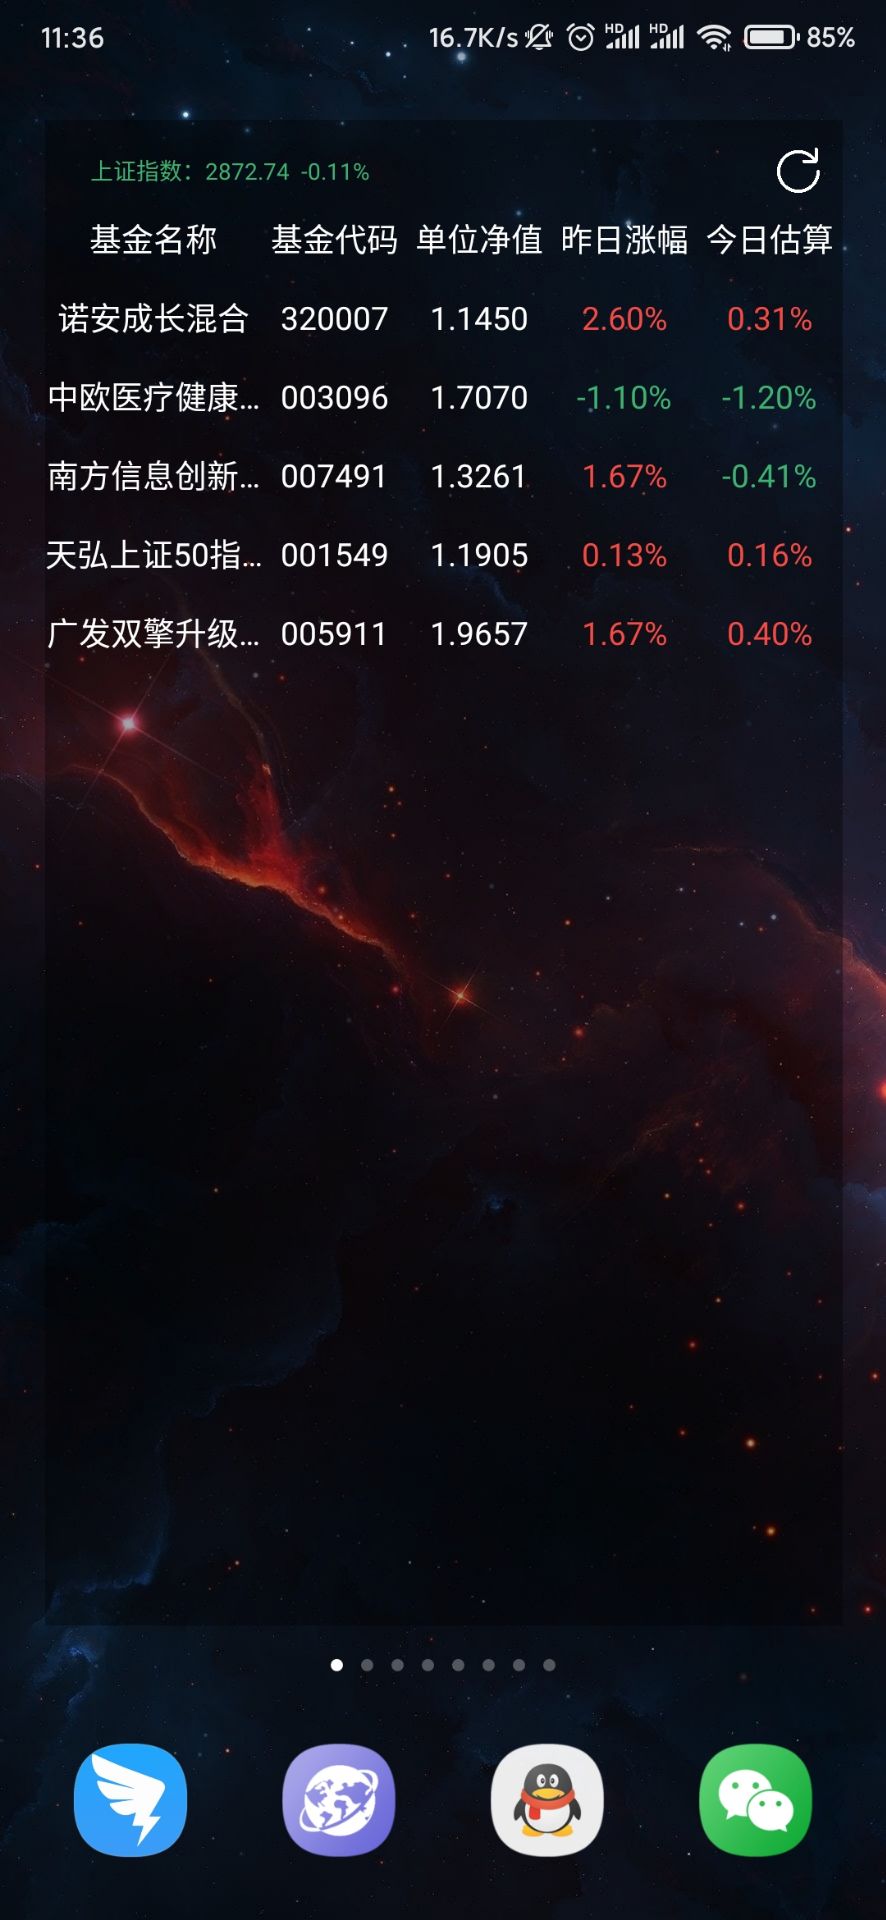 11:36 16.7K/s HD HD 85%
上证指数：2872.74 -0.11%
基金名称 基金代码 单位净值 昨日涨幅 今日估算
诺安成长混合 320007 1.1450 2.60% 0.31%
中欧医疗健康… 003096 1.7070 -1.10% -1.20%
南方信息创新… 007491 1.3261 1.67% -0.41%
天弘上证50指… 001549 1.1905 0.13% 0.16%
广发双擎升级… 005911 1.9657 1.67% 0.40%